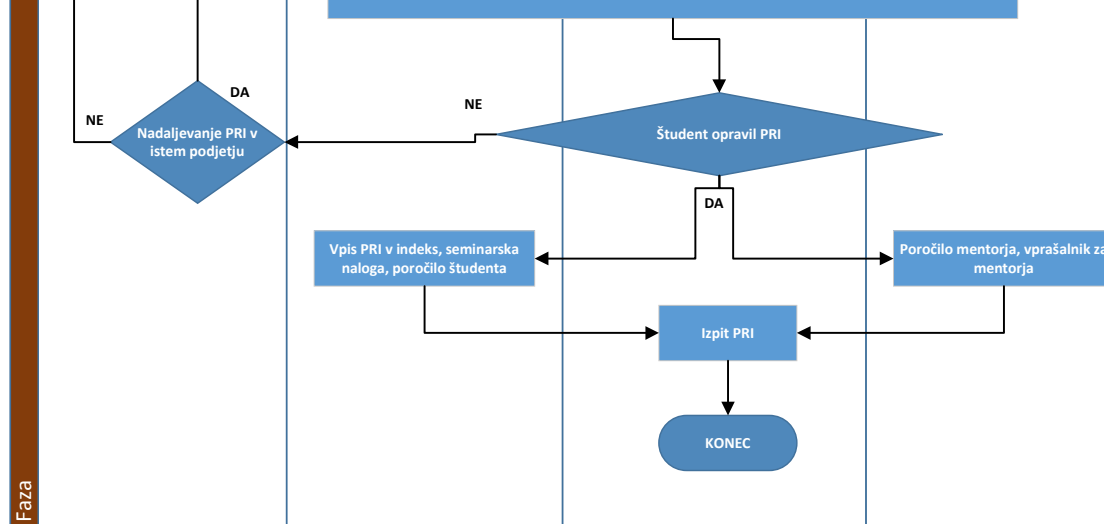 DA
NE
NE
Nadaljevanje PRI v
istem podjetju
Študent opravil PRI
DA
Vpis PRI v indeks, seminarska
naloga, poročilo študenta
Poročilo mentorja, vprašalnik za
mentorja
Izpit PRI
KONEC
Faza